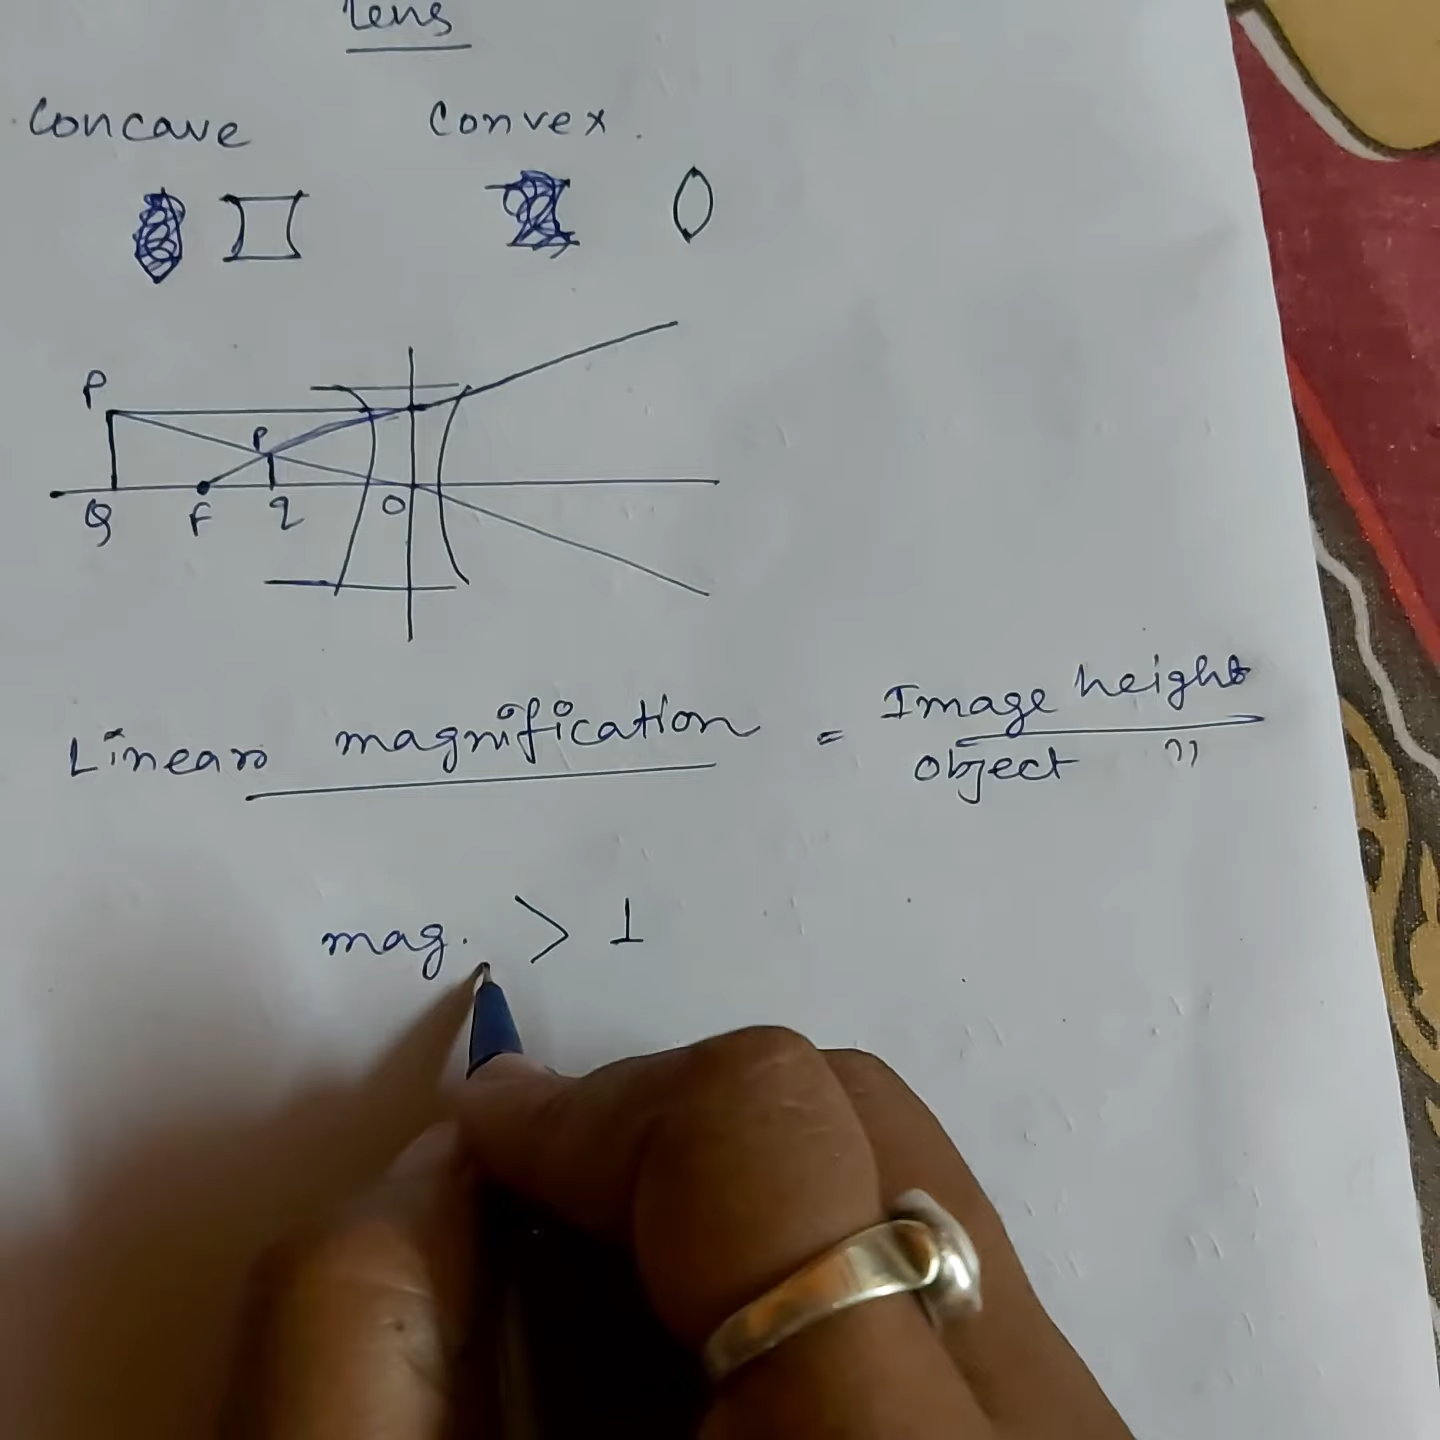 Lens
Concave Convex
P
P
Q F q O
Linear magnification = Image height
object "
mag. > 1